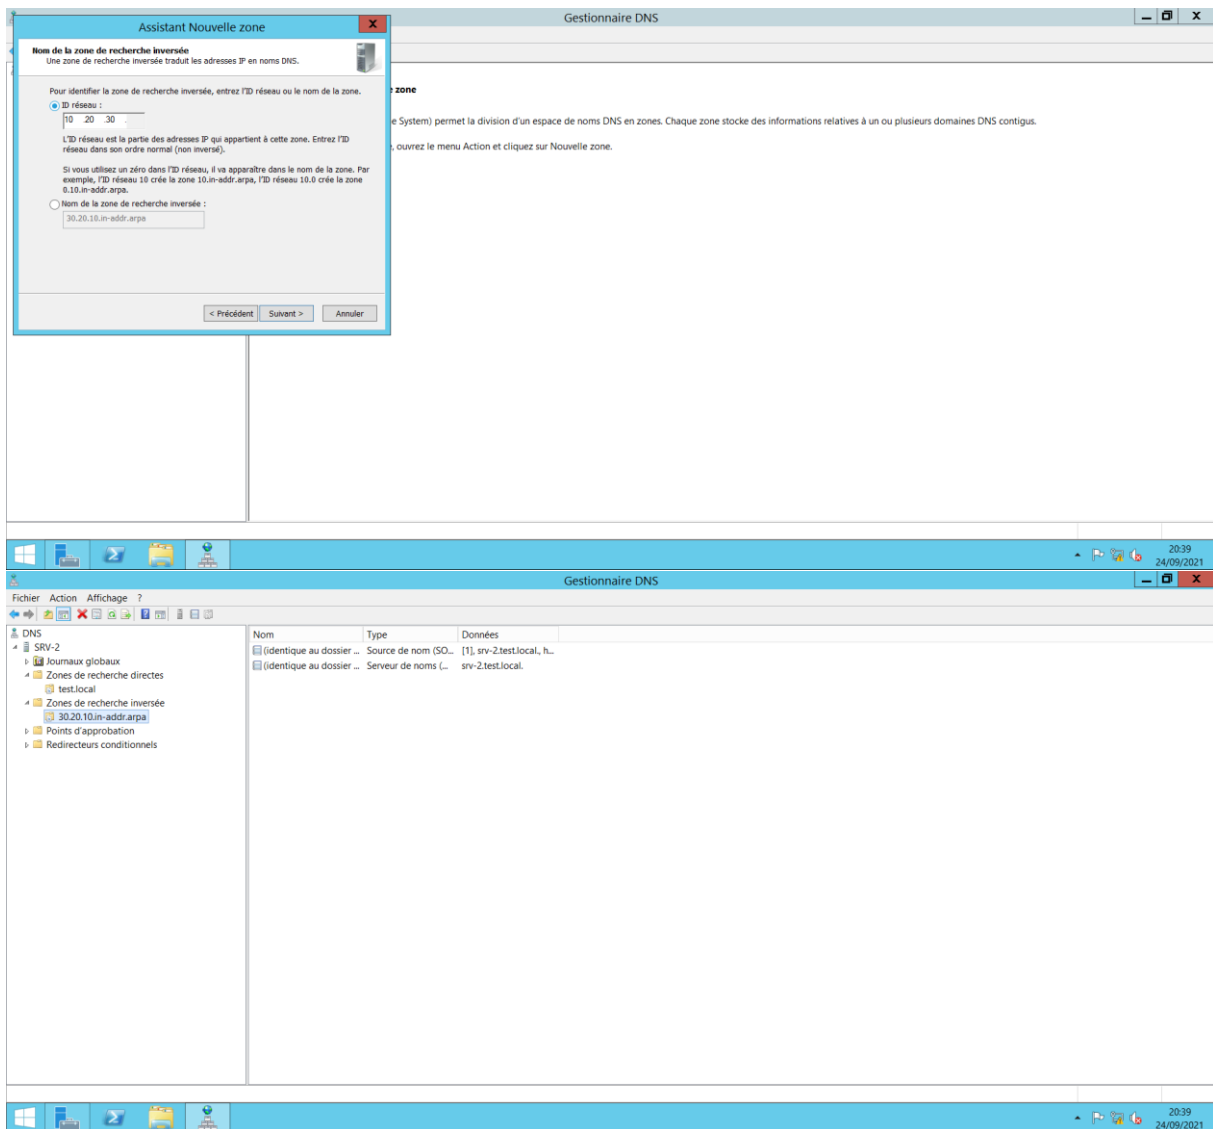 Gestionnaire DNS
Assistant Nouvelle zone
Nom de la zone de recherche inversée
Une zone de recherche inversée traduit les adresses IP en noms DNS.
Pour identifier la zone de recherche inversée, entrez l'ID réseau ou le nom de la zone.
ID réseau :
10 .20 .30 .
L'ID réseau est la partie des adresses IP qui appartient à cette zone. Entrez l'ID
réseau dans son ordre normal (non inversé).
Si vous utilisez un zéro dans l'ID réseau, il va apparaître dans le nom de la zone. Par
exemple, l'ID réseau 10 crée la zone 10.in-addr.arpa, l'ID réseau 10.0 crée la zone
0.10.in-addr.arpa.
Nom de la zone de recherche inversée :
30.20.10.in-addr.arpa
< Précédent Suivant > Annuler
zone
e System) permet la division d'un espace de noms DNS en zones. Chaque zone stocke des informations relatives à un ou plusieurs domaines DNS contigus.
, ouvrez le menu Action et cliquez sur Nouvelle zone.
20:39
24/09/2021
Gestionnaire DNS
Fichier Action Affichage ?
DNS
SRV-2
Journaux globaux
Zones de recherche directes
test.local
Zones de recherche inversée
30.20.10.in-addr.arpa
Points d'approbation
Redirecteurs conditionnels
Nom Type Données
(identique au dossier ... Source de nom (SO... [1], srv-2.test.local., h...
(identique au dossier ... Serveur de noms (... srv-2.test.local.
20:39
24/09/2021